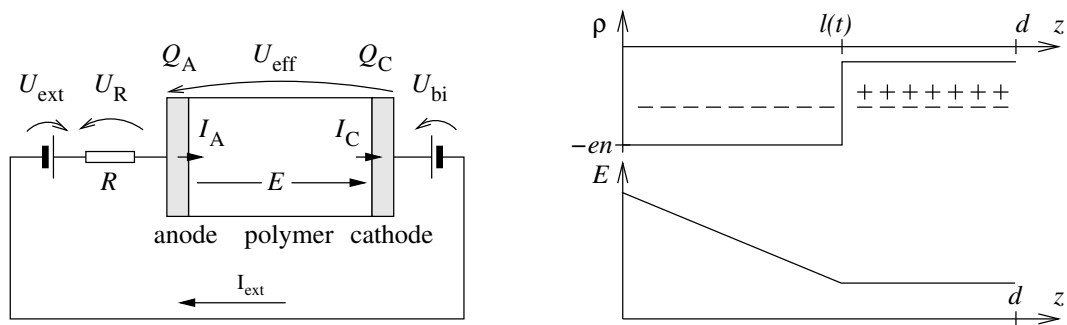 Q_A U_eff Q_C
U_ext U_R U_bi
I_A I_C
R E
anode polymer cathode
I_ext
ρ l(t) d z
− − − − − − − − − + + + + + + +
− − − − − − −
−en
E
d z